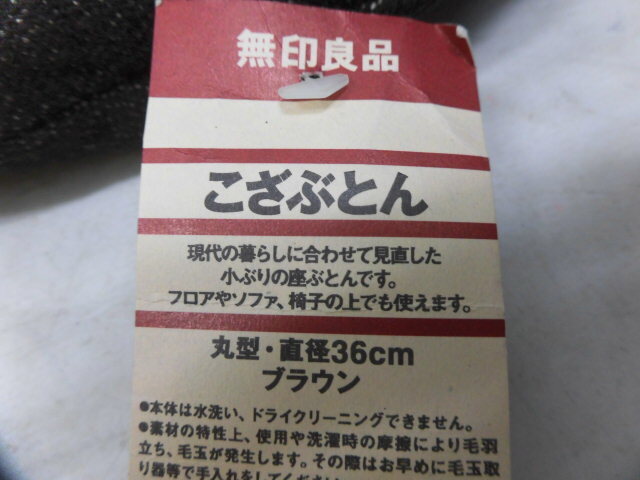 無印良品
こざぶとん
現代の暮らしに合わせて見直した
小ぶりの座ぶとんです。
フロアやソファ、椅子の上でも使えます。
丸型・直径36cm
ブラウン
●本体は水洗い、ドライクリーニングできません。
●素材の特性上、使用や洗濯時の摩擦により毛羽
立ち、毛玉が発生します。その際はお早めに毛玉取
り器等で手入れをしてください